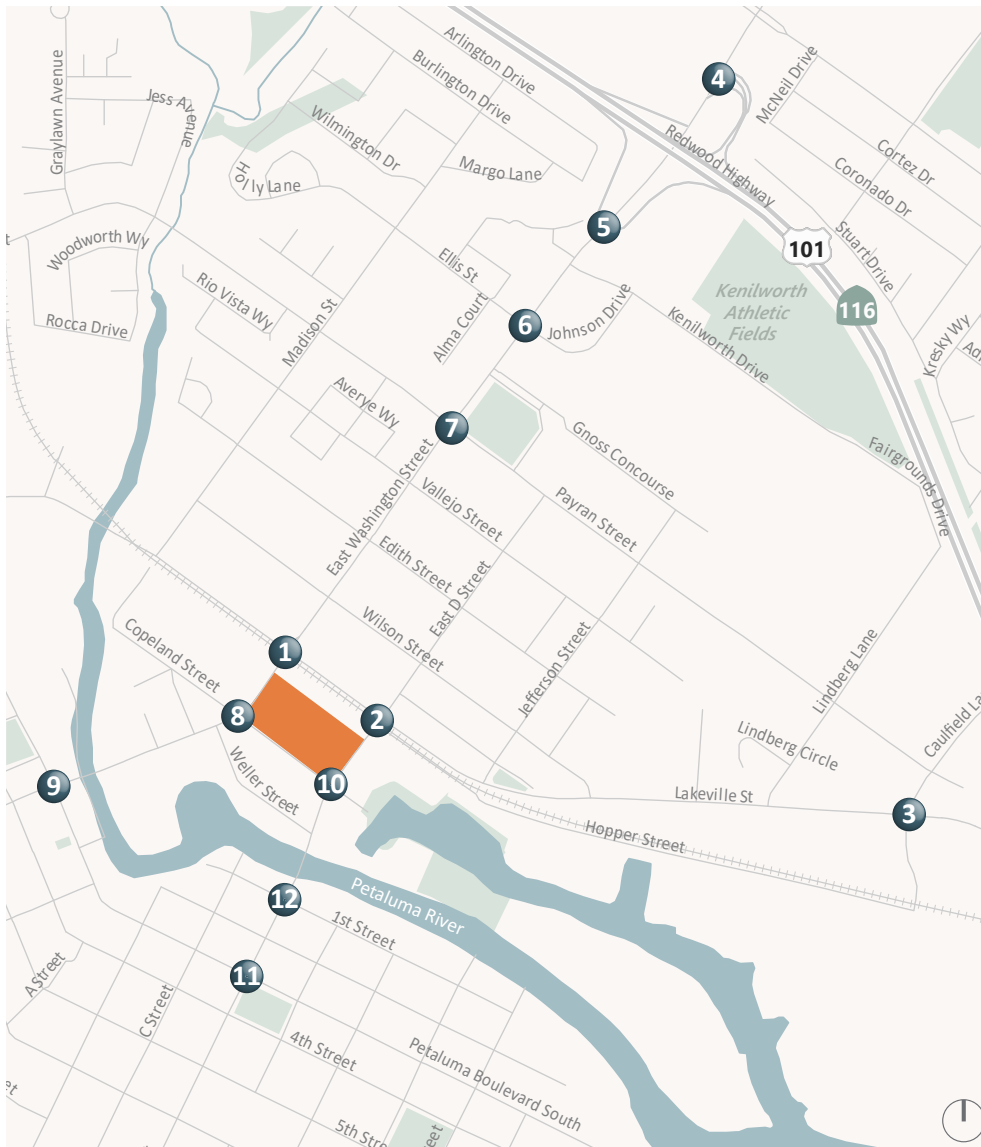 Graylawn Avenue
Jess Avenue
Arlington Drive
Burlington Drive
Wilmington Dr
Margo Lane
Holly Lane
4
McNeil Drive
Redwood Highway
Cortez Dr
Coronado Dr
Stuart Drive
101
116
Kresky Wy
Kenilworth
Athletic
Fields
5
Woodworth Wy
Rocca Drive
Rio Vista Wy
Madison St
Ellis St
Alma Court
6
Johnson Drive
Kenilworth Drive
Averye Wy
7
Gnoss Concourse
Fairgrounds Drive
East Washington Street
Vallejo Street
Payran Street
Edith Street
East D Street
Wilson Street
Jefferson Street
Lindberg Lane
Lindberg Circle
Copeland Street
1
2
8
10
Weller Street
9
Lakeville St
3
Hopper Street
Petaluma River
12
1st Street
11
A Street
C Street
4th Street
Petaluma Boulevard South